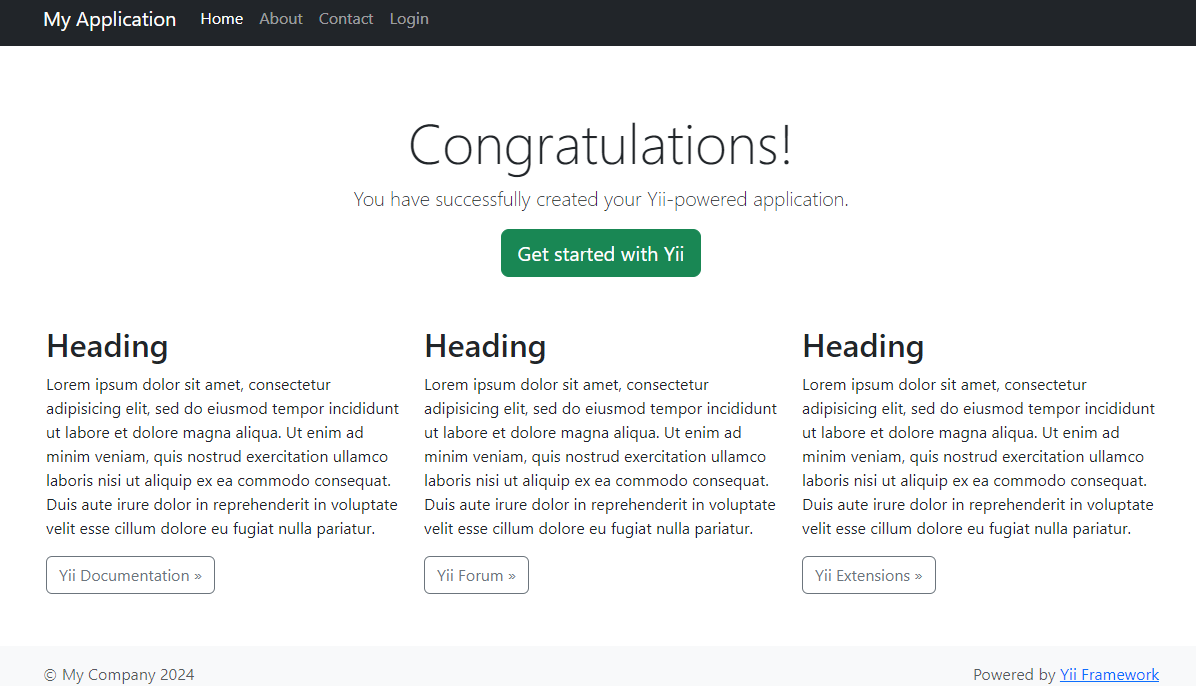 My Application Home About Contact Login
Congratulations!
You have successfully created your Yii-powered application.
Get started with Yii
Heading
Lorem ipsum dolor sit amet, consectetur
adipisicing elit, sed do eiusmod tempor incididunt
ut labore et dolore magna aliqua. Ut enim ad
minim veniam, quis nostrud exercitation ullamco
laboris nisi ut aliquip ex ea commodo consequat.
Duis aute irure dolor in reprehenderit in voluptate
velit esse cillum dolore eu fugiat nulla pariatur.
Yii Documentation »
Heading
Lorem ipsum dolor sit amet, consectetur
adipisicing elit, sed do eiusmod tempor incididunt
ut labore et dolore magna aliqua. Ut enim ad
minim veniam, quis nostrud exercitation ullamco
laboris nisi ut aliquip ex ea commodo consequat.
Duis aute irure dolor in reprehenderit in voluptate
velit esse cillum dolore eu fugiat nulla pariatur.
Yii Forum »
Heading
Lorem ipsum dolor sit amet, consectetur
adipisicing elit, sed do eiusmod tempor incididunt
ut labore et dolore magna aliqua. Ut enim ad
minim veniam, quis nostrud exercitation ullamco
laboris nisi ut aliquip ex ea commodo consequat.
Duis aute irure dolor in reprehenderit in voluptate
velit esse cillum dolore eu fugiat nulla pariatur.
Yii Extensions »
© My Company 2024
Powered by Yii Framework